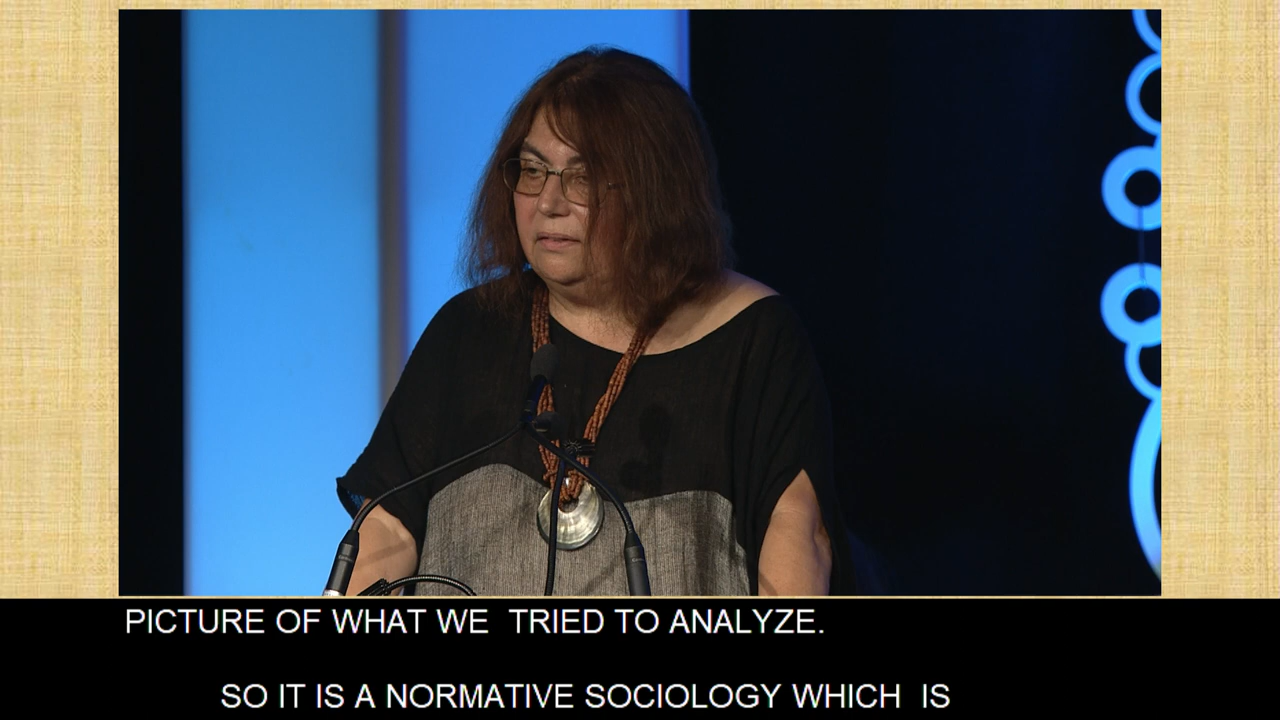 PICTURE OF WHAT WE  TRIED TO ANALYZE.
SO IT IS A NORMATIVE SOCIOLOGY WHICH  IS